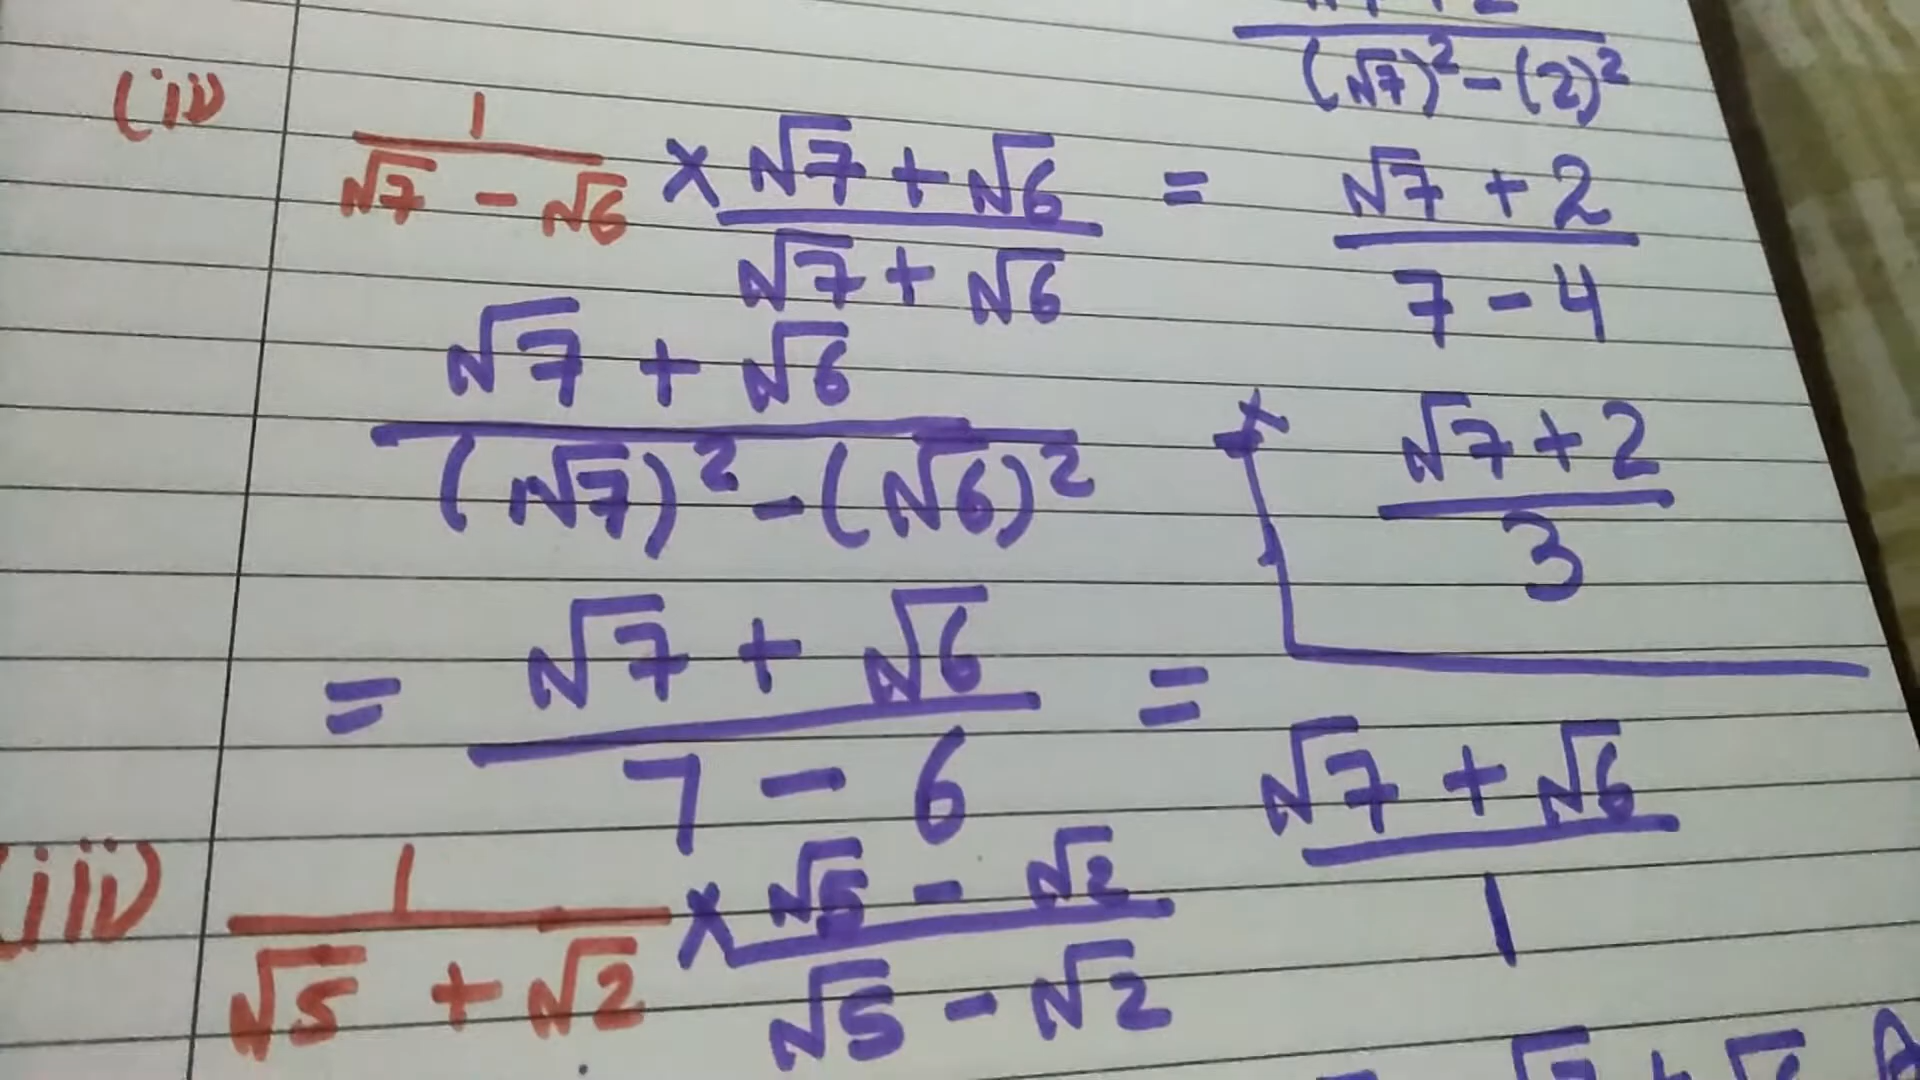 (√7)² - (2)²
(ii) 1/(√7 - √6) × (√7 + √6)/(√7 + √6) =
(√7 + 2)/(7 - 4)
(√7 + √6)/((√7)² - (√6)²)
(√7 + 2)/3
= (√7 + √6)/(7 - 6) = (√7 + √6)/1
(iii) 1/(√5 + √2) × (√5 - √2)/(√5 - √2)